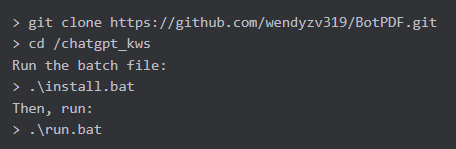 > git clone https://github.com/wendyzv319/BotPDF.git
> cd /chatgpt_kws
Run the batch file:
> .\install.bat
Then, run:
> .\run.bat